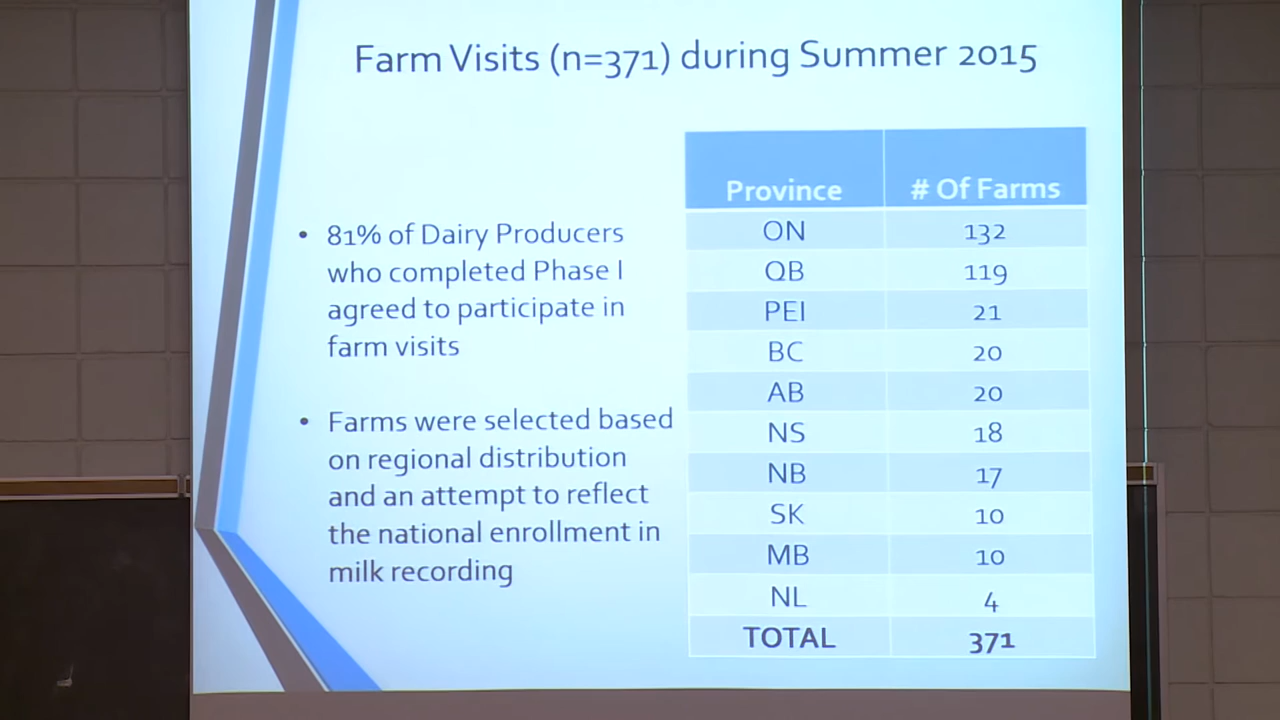 Farm Visits (n=371) during Summer 2015
• 81% of Dairy Producers
who completed Phase I
agreed to participate in
farm visits
• Farms were selected based
on regional distribution
and an attempt to reflect
the national enrollment in
milk recording
Province # Of Farms
ON 132
QB 119
PEI 21
BC 20
AB 20
NS 18
NB 17
SK 10
MB 10
NL 4
TOTAL 371